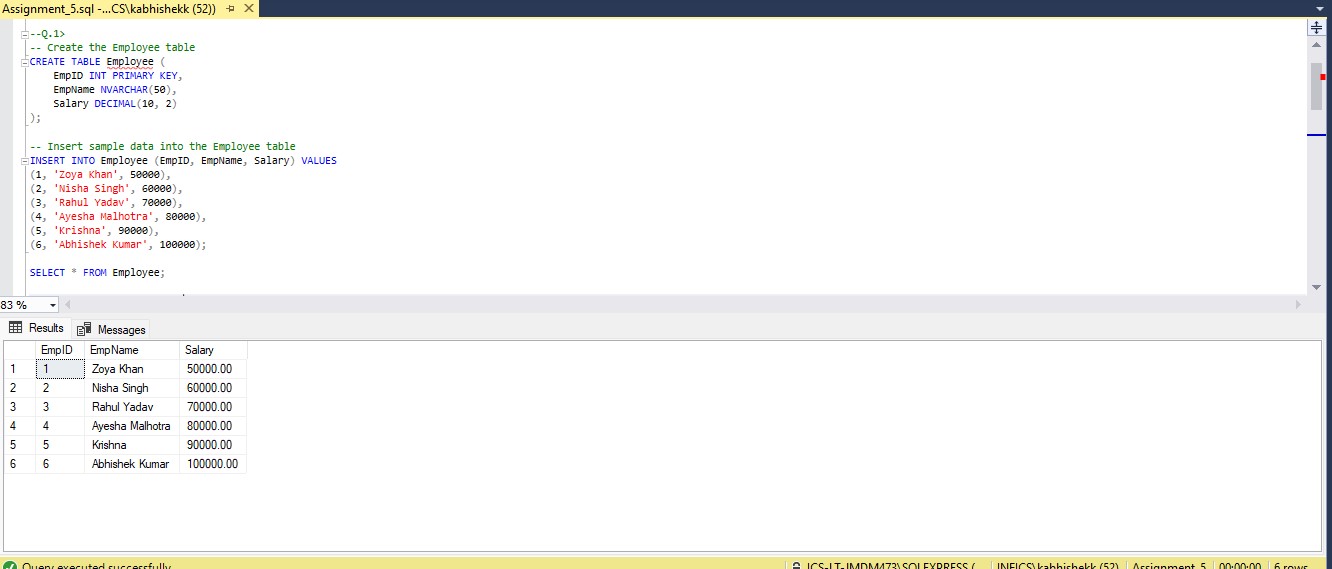 Assignment_5.sql -...CS\kabhishekk (52))
--Q.1>
-- Create the Employee table
CREATE TABLE Employee (
EmpID INT PRIMARY KEY,
EmpName NVARCHAR(50),
Salary DECIMAL(10, 2)
);
-- Insert sample data into the Employee table
INSERT INTO Employee (EmpID, EmpName, Salary) VALUES
(1, 'Zoya Khan', 50000),
(2, 'Nisha Singh', 60000),
(3, 'Rahul Yadav', 70000),
(4, 'Ayesha Malhotra', 80000),
(5, 'Krishna', 90000),
(6, 'Abhishek Kumar', 100000);
SELECT * FROM Employee;
83 %
Results Messages
EmpID EmpName Salary
1 1 Zoya Khan 50000.00
2 2 Nisha Singh 60000.00
3 3 Rahul Yadav 70000.00
4 4 Ayesha Malhotra 80000.00
5 5 Krishna 90000.00
6 6 Abhishek Kumar 100000.00
Query executed successfully. INFICS\kabhishekk (52) Assignment_5 00:00:00 6 rows